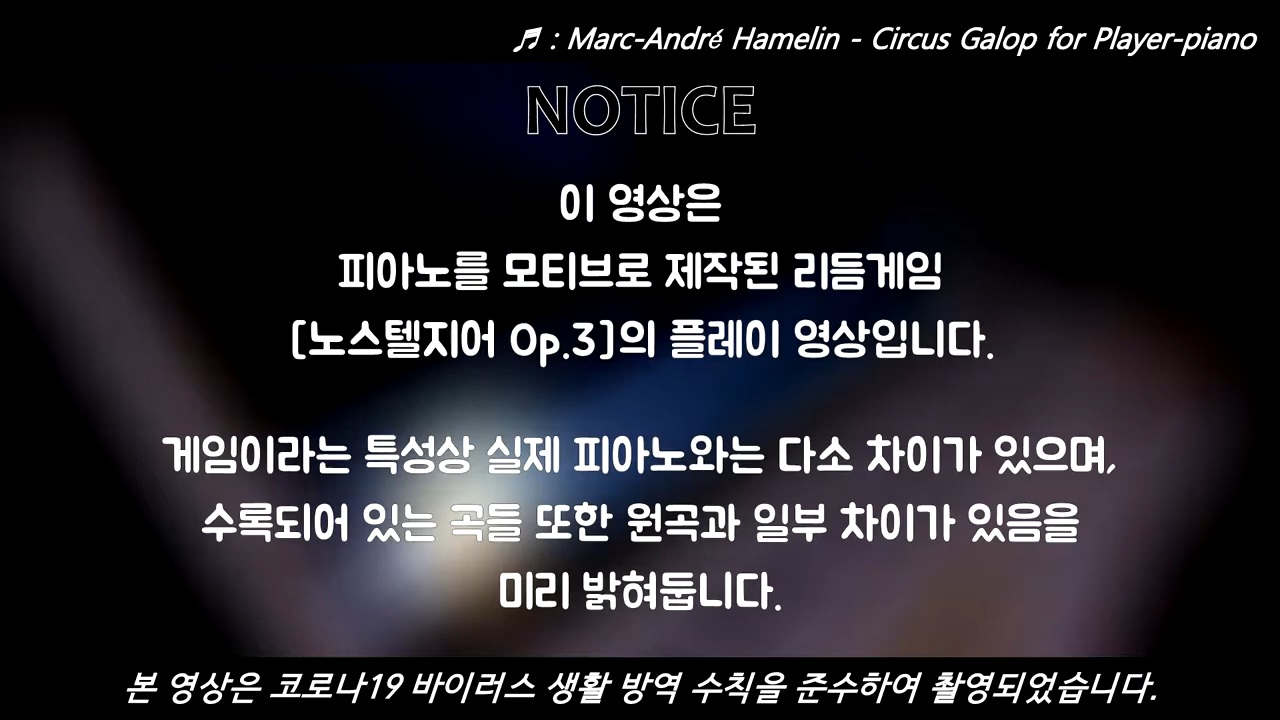 ♬ : Marc-André Hamelin - Circus Galop for Player-piano
NOTICE
이 영상은
피아노를 모티브로 제작된 리듬게임
[노스텔지어 Op.3]의 플레이 영상입니다.
게임이라는 특성상 실제 피아노와는 다소 차이가 있으며,
수록되어 있는 곡들 또한 원곡과 일부 차이가 있음을
미리 밝혀둡니다.
본 영상은 코로나19 바이러스 생활 방역 수칙을 준수하여 촬영되었습니다.